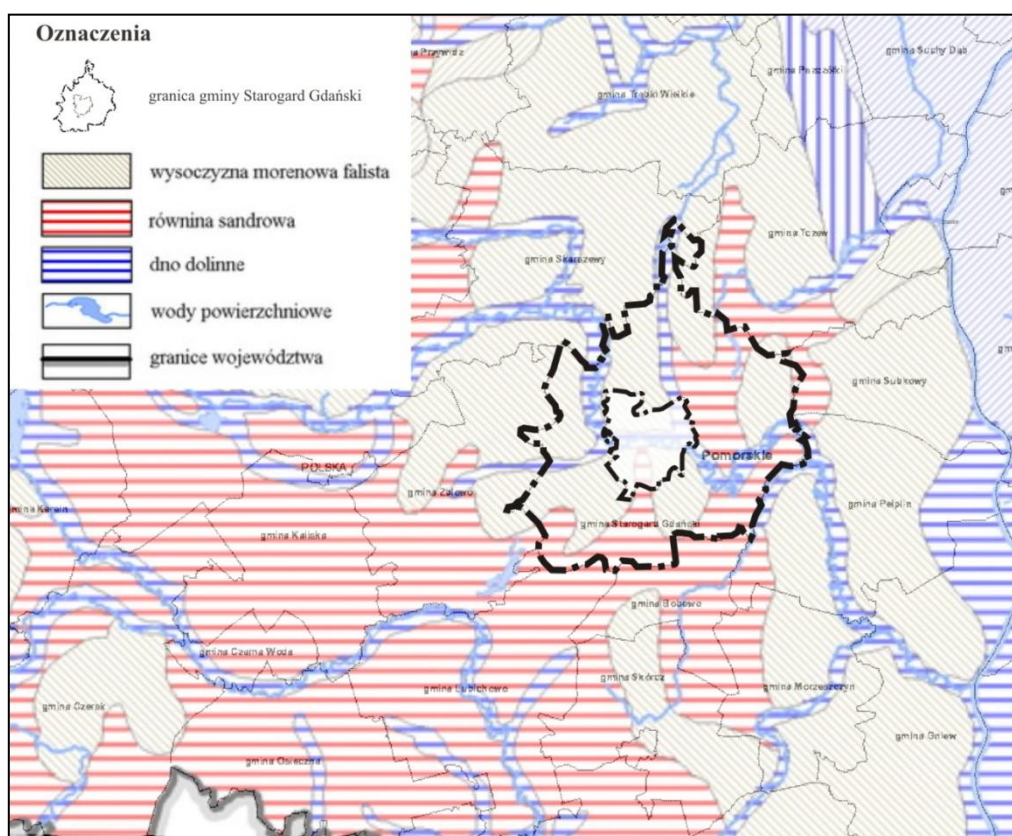 Oznaczenia
granica gminy Starogard Gdański
wysoczyzna morenowa falista
równina sandrowa
dno dolinne
wody powierzchniowe
granice województwa
gmina Suchy Dąb
gmina Pszczółki
gmina Trąbki Wielkie
gmina Tczew
gmina Skarszewy
gmina Subkowy
Pomorskie
POLSKA
gmina Zblewo
gmina Pelplin
gmina Starogard Gdański
gmina Kaliska
gmina Bobowo
gmina Czarna Woda
gmina Skórcz
gmina Lubichowo
gmina Morzeszczyn
gmina Czersk
gmina Gniew
gmina Osieczna